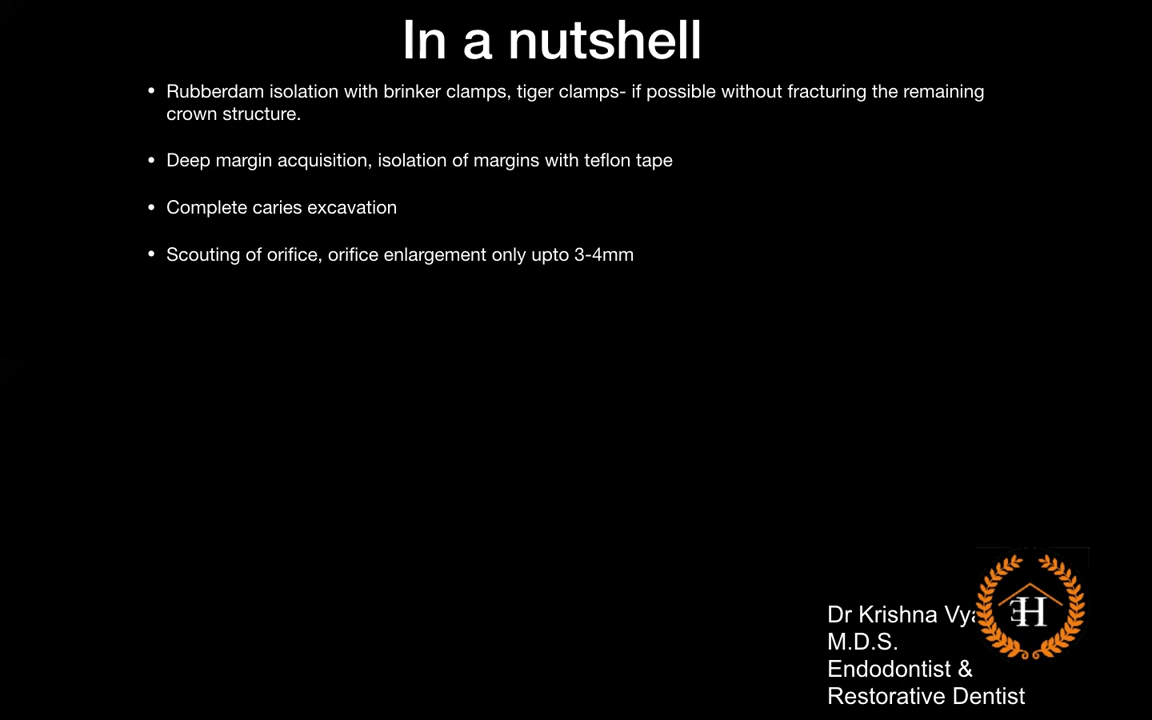 In a nutshell
• Rubberdam isolation with brinker clamps, tiger clamps- if possible without fracturing the remaining
crown structure.
• Deep margin acquisition, isolation of margins with teflon tape
• Complete caries excavation
• Scouting of orifice, orifice enlargement only upto 3-4mm
Dr Krishna
M.D.S.
Endodontist &
Restorative Dentist